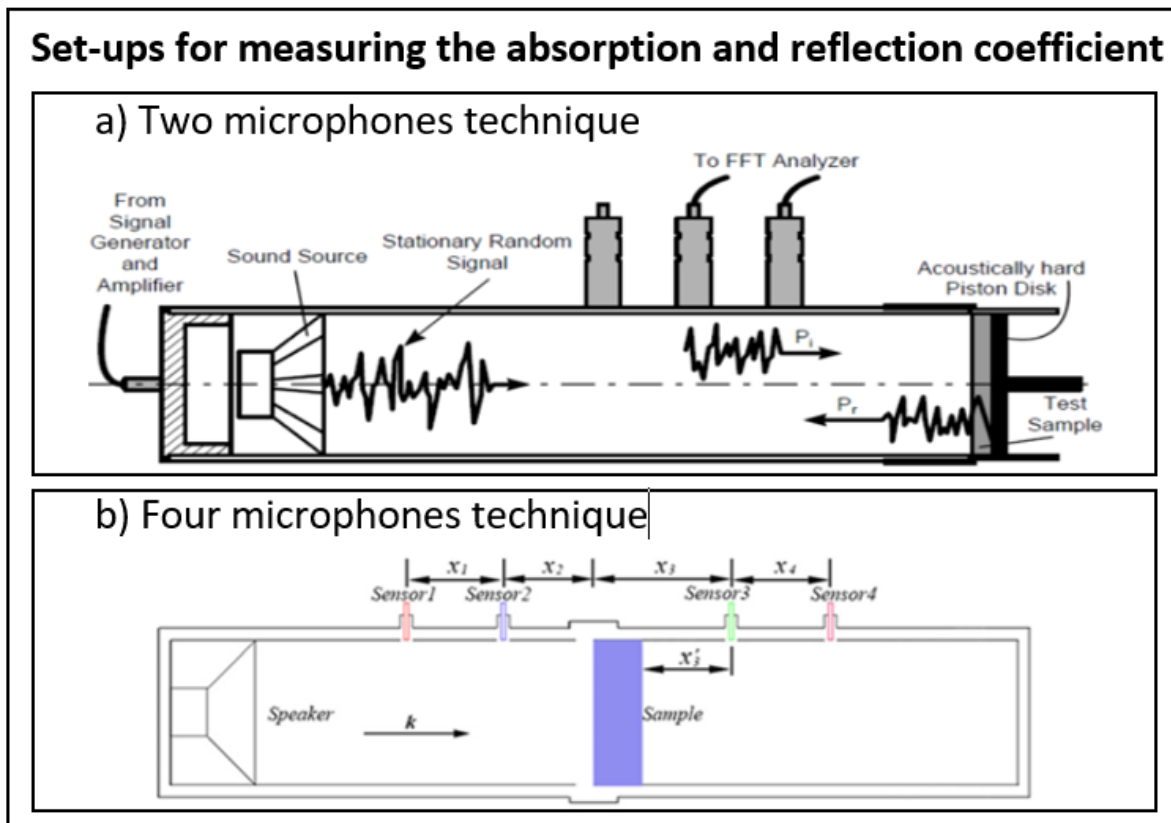 Set-ups for measuring the absorption and reflection coefficient
a) Two microphones technique
To FFT Analyzer
From
Signal
Generator
and
Amplifier
Sound Source
Stationary Random
Signal
Acoustically hard
Piston Disk
Pi
Pr
Test
Sample
b) Four microphones technique
x1
x2
x3
x4
Sensor1
Sensor2
Sensor3
Sensor4
x'3
Speaker
k
Sample